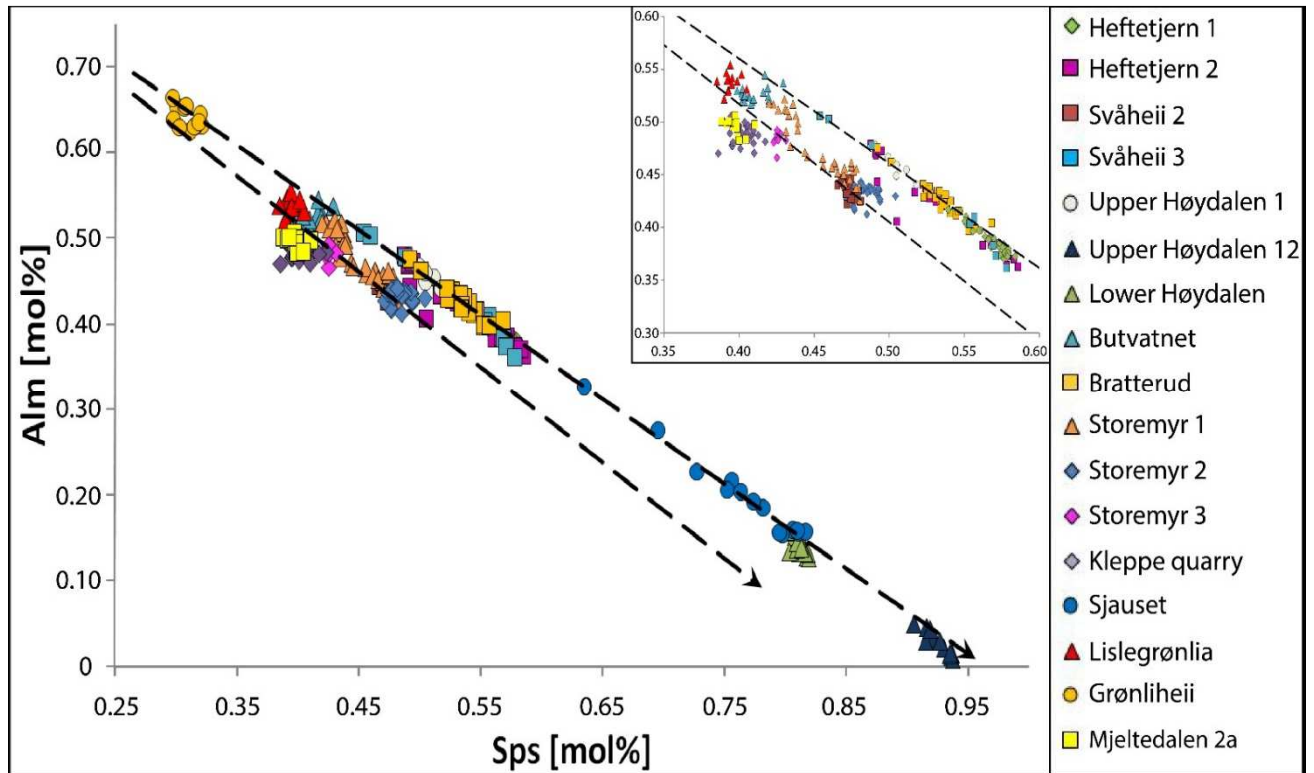 0.70
0.60
0.50
0.40
0.30
0.20
0.10
0
Alm [mol%]
0.25 0.35 0.45 0.55 0.65 0.75 0.85 0.95
Sps [mol%]
0.60
0.55
0.50
0.45
0.40
0.35
0.30
0.35 0.40 0.45 0.50 0.55 0.60
Heftetjern 1
Heftetjern 2
Svåheii 2
Svåheii 3
Upper Høydalen 1
Upper Høydalen 12
Lower Høydalen
Butvatnet
Bratterud
Storemyr 1
Storemyr 2
Storemyr 3
Kleppe quarry
Sjauset
Lislegrønlia
Grønliheii
Mjeltedalen 2a